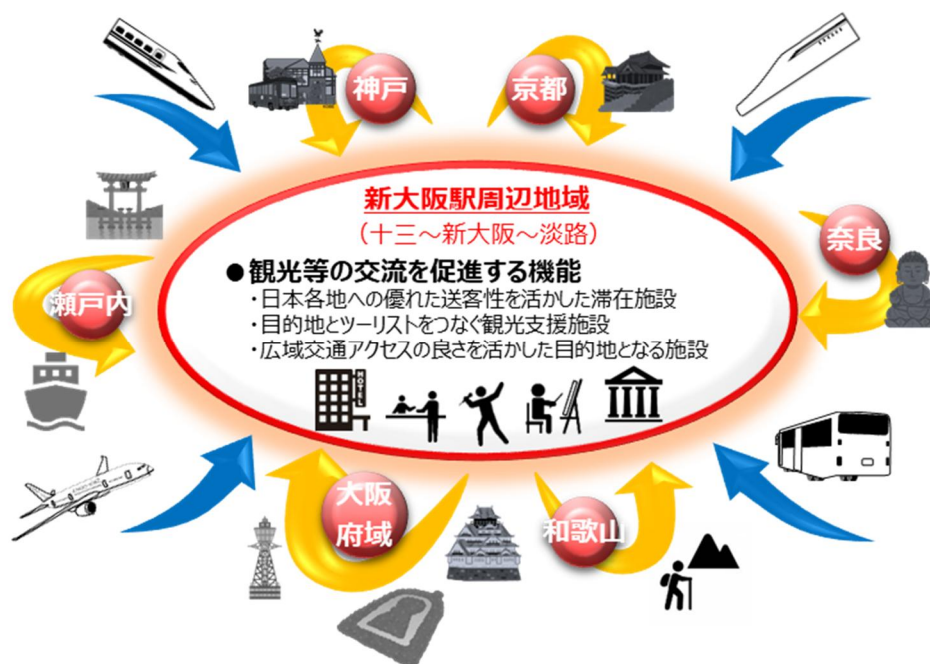 神戸
京都
新大阪駅周辺地域
(十三～新大阪～淡路)
奈良
●観光等の交流を促進する機能
・日本各地への優れた送客性を活かした滞在施設
瀬戸内
・目的地とツーリストをつなぐ観光支援施設
・広域交通アクセスの良さを活かした目的地となる施設
HOTEL
大阪
府域
和歌山